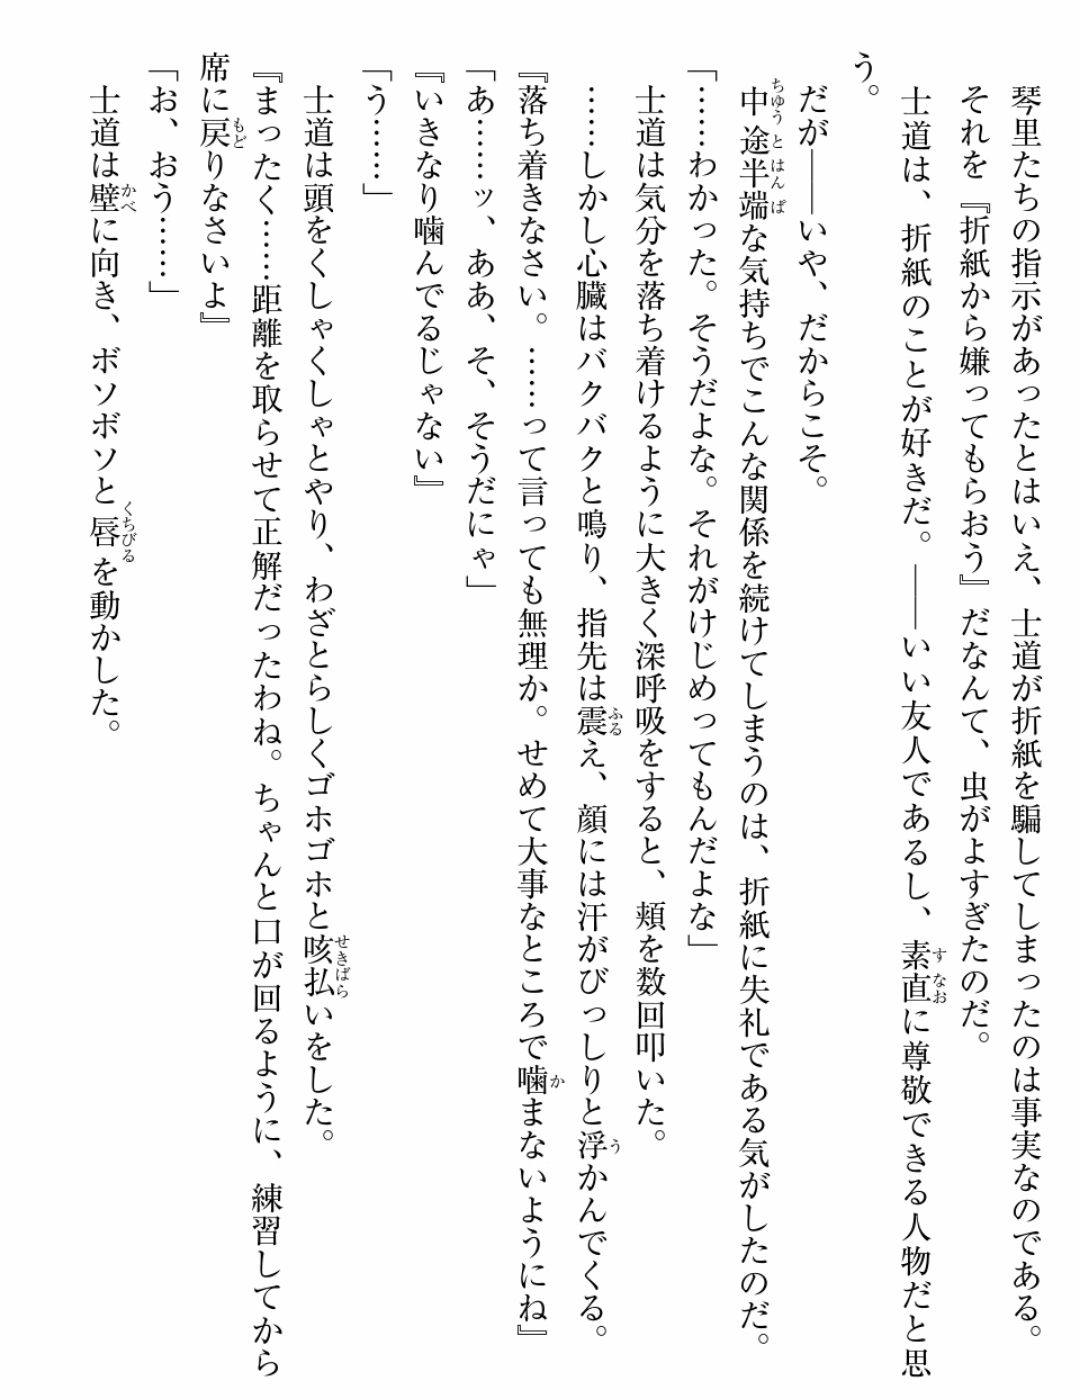 琴里たちの指示があったとはいえ、士道が折紙を騙してしまったのは事実なのである。
それを『折紙から嫌ってもらおう』だなんて、虫がよすぎたのだ。
士道は、折紙のことが好きだ。――いい友人であるし、素直に尊敬できる人物だと思
う。
だが――いや、だからこそ。
中途半端な気持ちでこんな関係を続けてしまうのは、折紙に失礼である気がしたのだ。
「……わかった。そうだよな。それがけじめってもんだよな」
士道は気分を落ち着けるように大きく深呼吸をすると、頬を数回叩いた。
……しかし心臓はバクバクと鳴り、指先は震え、顔には汗がびっしりと浮かんでくる。
『落ち着きなさい。……って言っても無理か。せめて大事なところで噛まないようにね』
「あ……ッ、ああ、そ、そうだにゃ」
『いきなり噛んでるじゃない』
「う……」
士道は頭をくしゃくしゃとやり、わざとらしくゴホゴホと咳払いをした。
『まったく……距離を取らせて正解だったわね。ちゃんと口が回るように、練習してから
席に戻りなさいよ』
「お、おう……」
士道は壁に向き、ボソボソと唇を動かした。